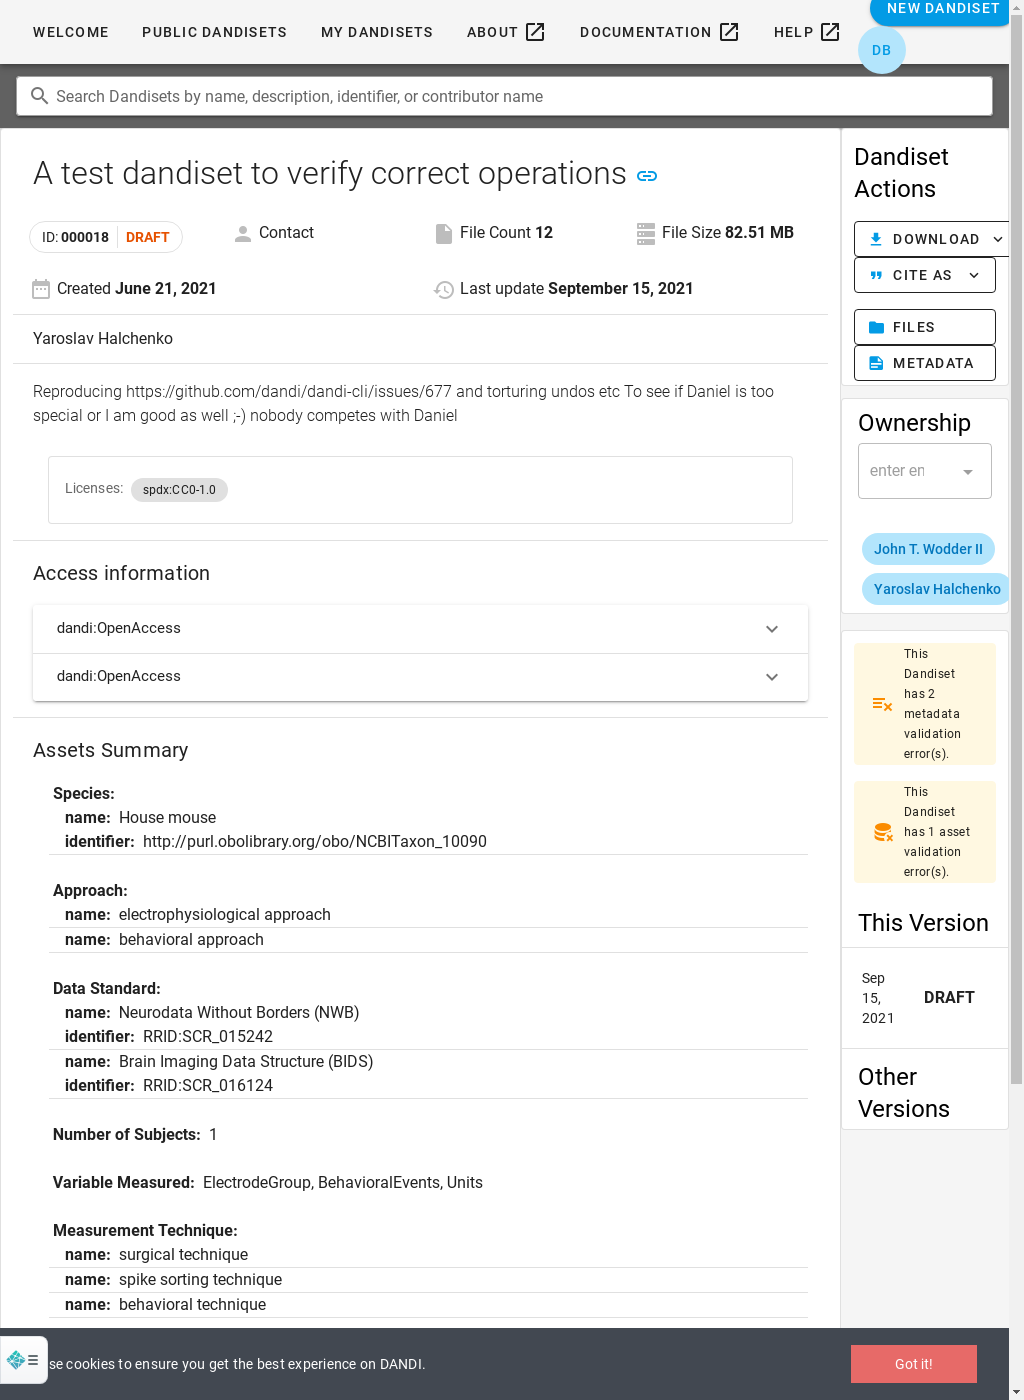 NEW DANDISET
WELCOME PUBLIC DANDISETS MY DANDISETS ABOUT DOCUMENTATION HELP
DB
Search Dandisets by name, description, identifier, or contributor name
A test dandiset to verify correct operations
ID: 000018 DRAFT Contact File Count 12 File Size 82.51 MB
Created June 21, 2021 Last update September 15, 2021
Yaroslav Halchenko
Reproducing https://github.com/dandi/dandi-cli/issues/677 and torturing undos etc To see if Daniel is too
special or I am good as well ;-) nobody competes with Daniel
Licenses: spdx:CC0-1.0
Access information
dandi:OpenAccess
dandi:OpenAccess
Assets Summary
Species:
name: House mouse
identifier: http://purl.obolibrary.org/obo/NCBITaxon_10090
Approach:
name: electrophysiological approach
name: behavioral approach
Data Standard:
name: Neurodata Without Borders (NWB)
identifier: RRID:SCR_015242
name: Brain Imaging Data Structure (BIDS)
identifier: RRID:SCR_016124
Number of Subjects: 1
Variable Measured: ElectrodeGroup, BehavioralEvents, Units
Measurement Technique:
name: surgical technique
name: spike sorting technique
name: behavioral technique
Dandiset
Actions
DOWNLOAD
CITE AS
FILES
METADATA
Ownership
enter en
John T. Wodder II
Yaroslav Halchenko
This
Dandiset
has 2
metadata
validation
error(s).
This
Dandiset
has 1 asset
validation
error(s).
This Version
Sep
15,
2021
DRAFT
Other
Versions
se cookies to ensure you get the best experience on DANDI.
Got it!